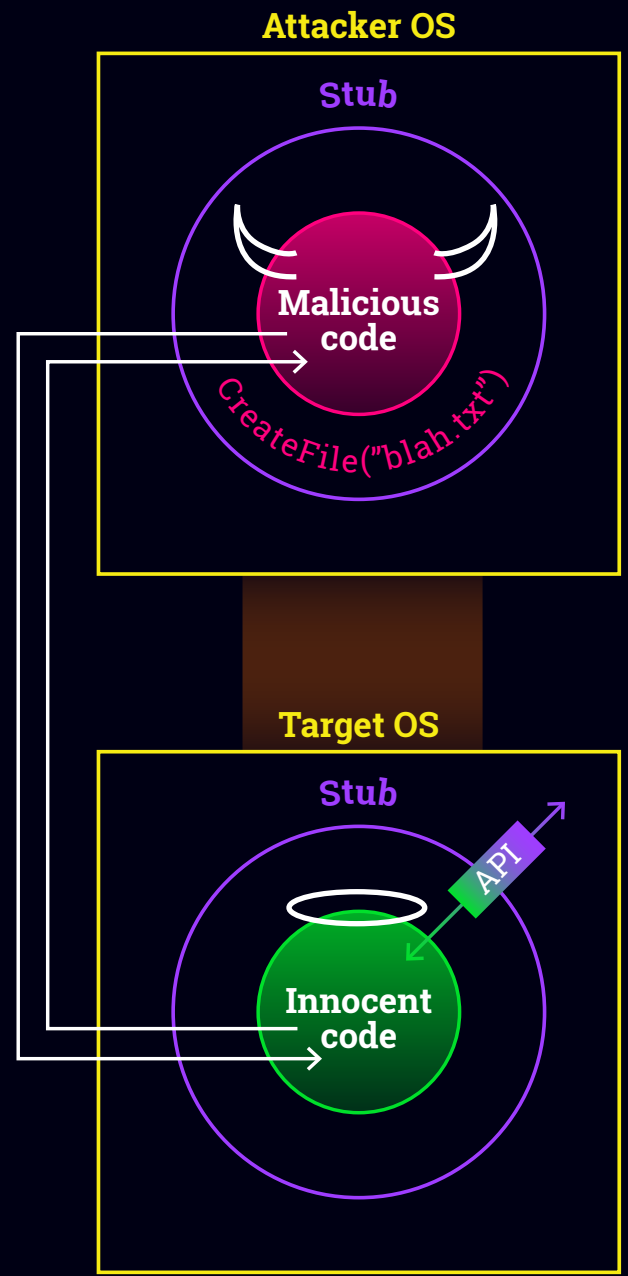 Attacker OS
Stub
Malicious
code
CreateFile("blah.txt")
Target OS
Stub
API
Innocent
code